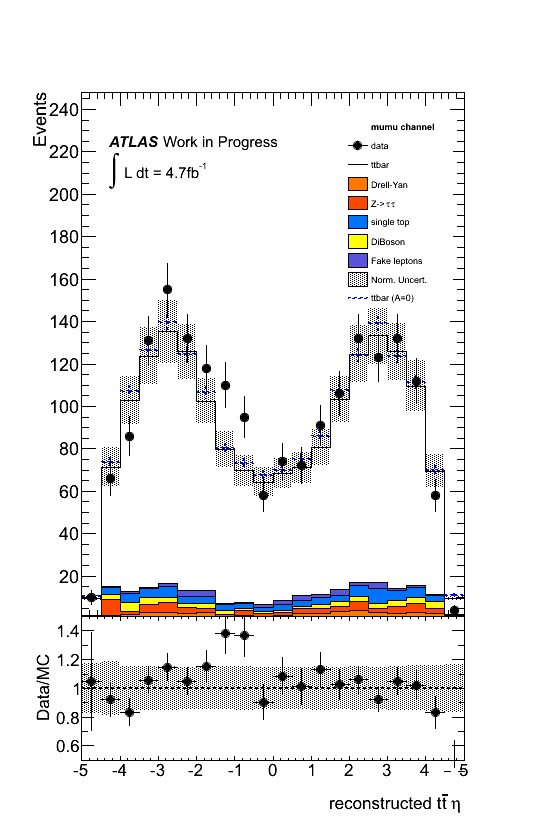 Events
240
220
200
180
160
140
120
100
80
60
40
20
ATLAS Work in Progress
∫ L dt = 4.7fb⁻¹
mumu channel
data
ttbar
Drell-Yan
Z->ττ
single top
DiBoson
Fake leptons
Norm. Uncert.
ttbar (A=0)
Data/MC
1.4
1.2
1
0.8
0.6
-5 -4 -3 -2 -1 0 1 2 3 4 5
reconstructed tt̄ η